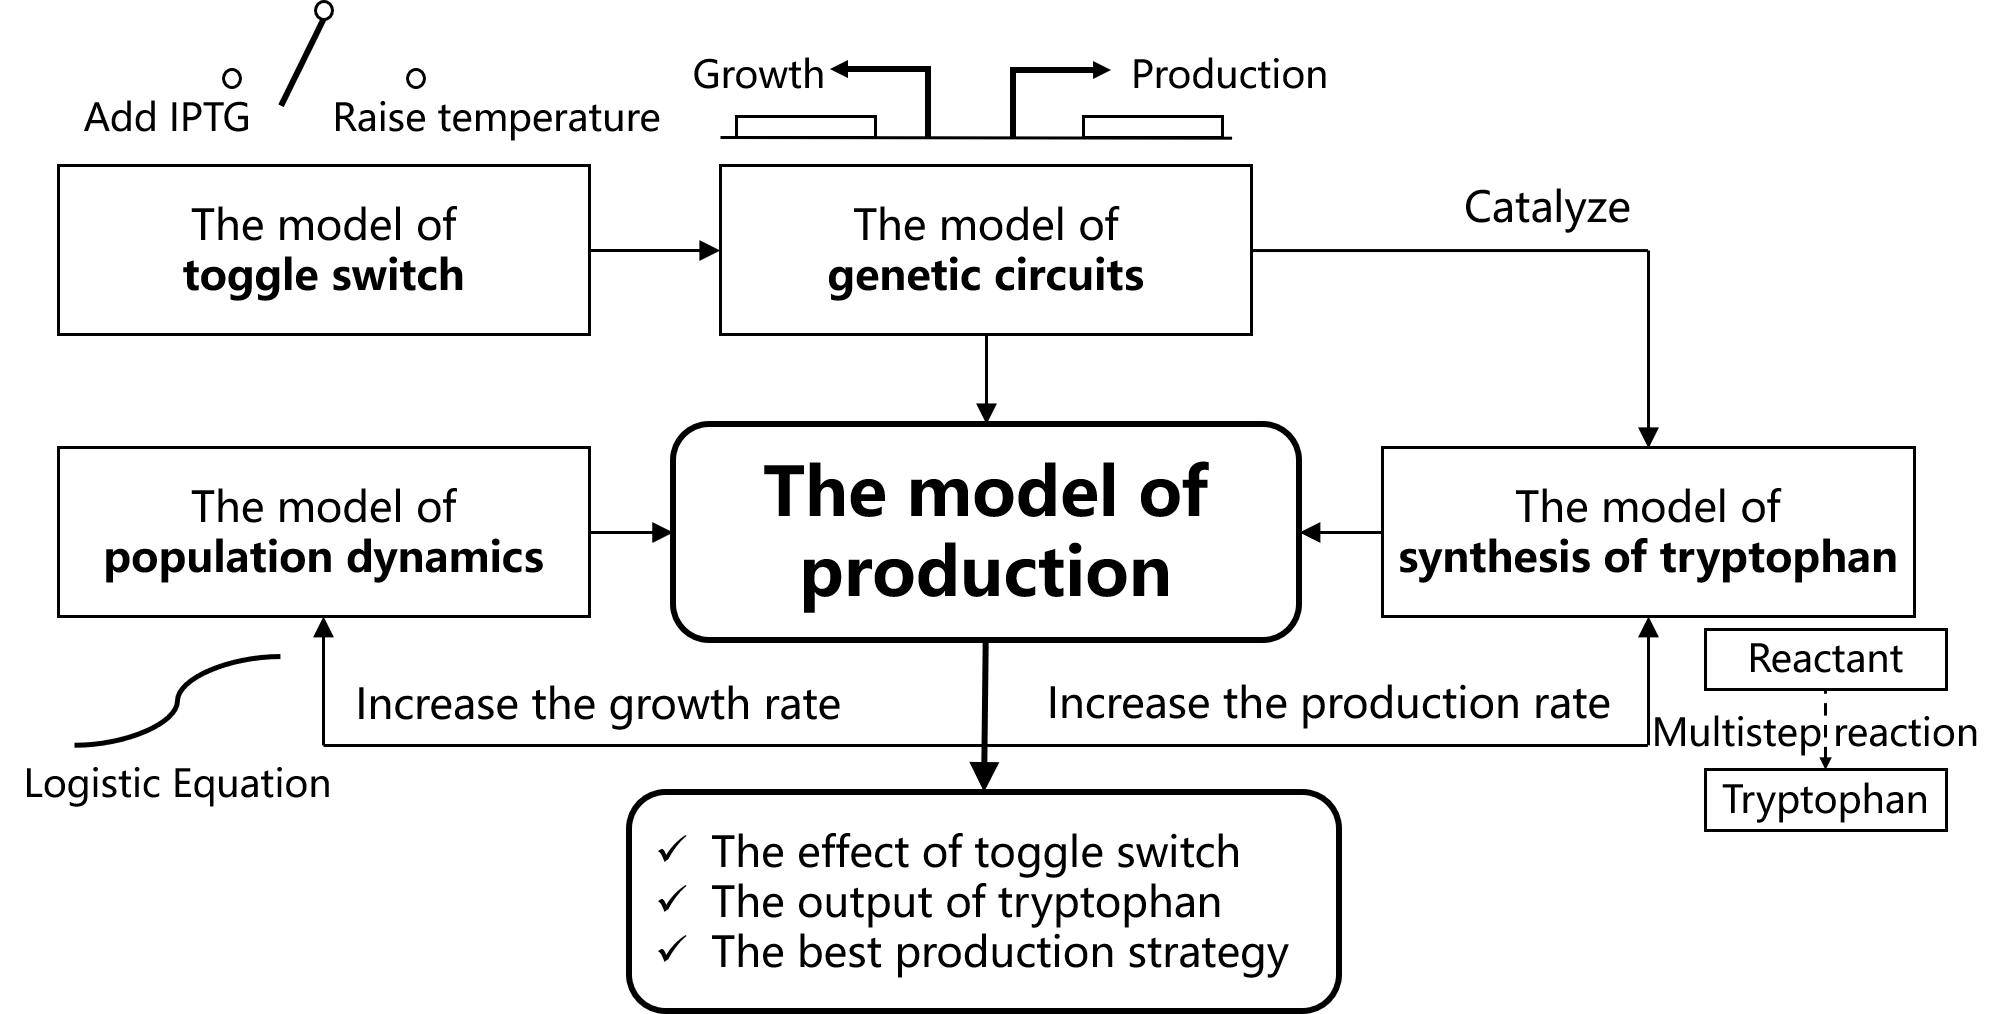 Add IPTG
Raise temperature
Growth
Production
The model of
toggle switch
The model of
genetic circuits
Catalyze
The model of
population dynamics
The model of
production
The model of
synthesis of tryptophan
Increase the growth rate
Increase the production rate
Logistic Equation
Reactant
Multistep reaction
Tryptophan
✓ The effect of toggle switch
✓ The output of tryptophan
✓ The best production strategy